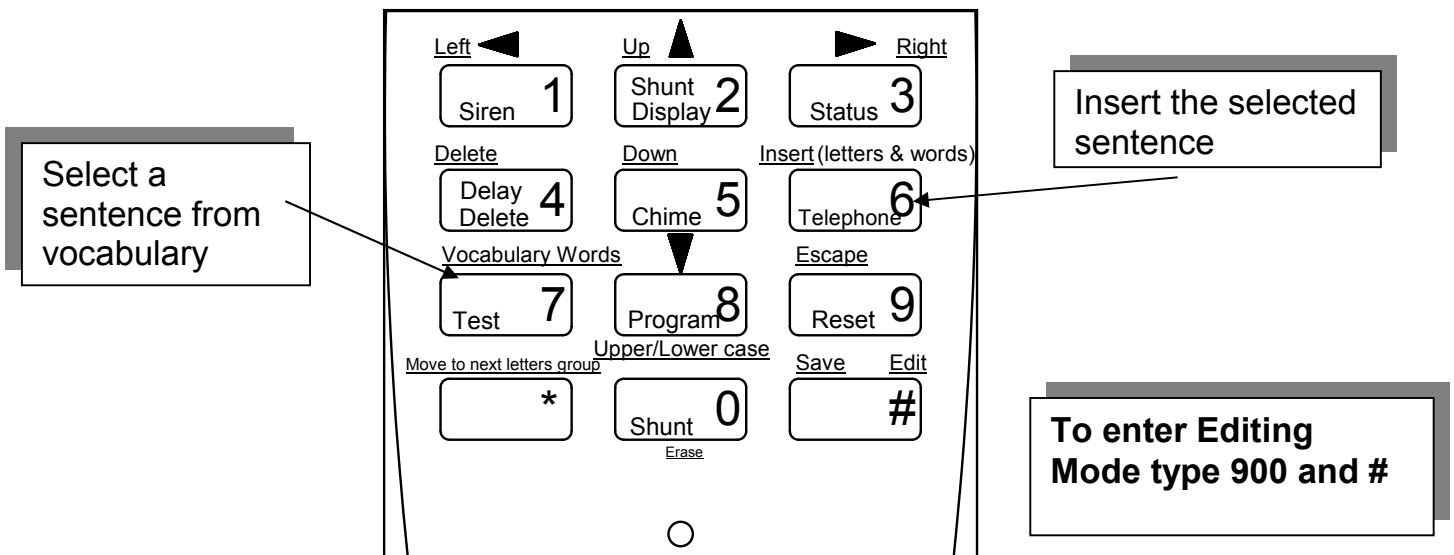 Left Up Right
Siren 1
Shunt
Display 2
Status 3
Delete Down Insert (letters & words)
Delay
Delete 4
Chime 5
Telephone 6
Vocabulary Words Escape
Test 7
Program 8
Reset 9
Move to next letters group Upper/Lower case Save Edit
*
Shunt 0
#
Erase
Select a
sentence from
vocabulary
Insert the selected
sentence
To enter Editing
Mode type 900 and #